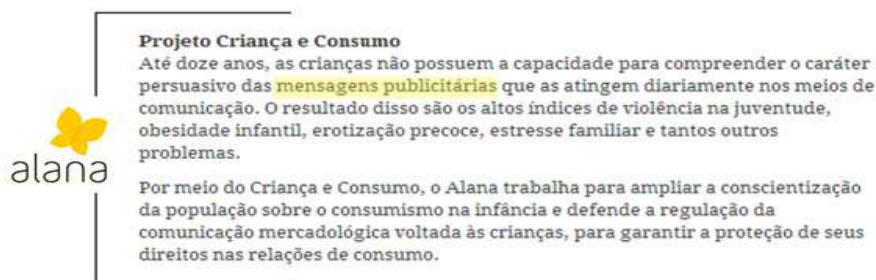 Projeto Criança e Consumo
Até doze anos, as crianças não possuem a capacidade para compreender o caráter
persuasivo das mensagens publicitárias que as atingem diariamente nos meios de
comunicação. O resultado disso são os altos índices de violência na juventude,
obesidade infantil, erotização precoce, estresse familiar e tantos outros
problemas.
alana
Por meio do Criança e Consumo, o Alana trabalha para ampliar a conscientização
da população sobre o consumismo na infância e defende a regulação da
comunicação mercadológica voltada às crianças, para garantir a proteção de seus
direitos nas relações de consumo.